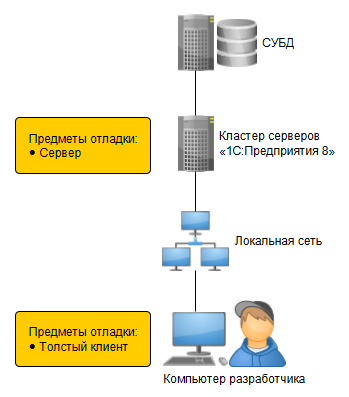 СУБД
Предметы отладки:
● Сервер
Кластер серверов
«1С:Предприятия 8»
Локальная сеть
Предметы отладки:
● Толстый клиент
Компьютер разработчика